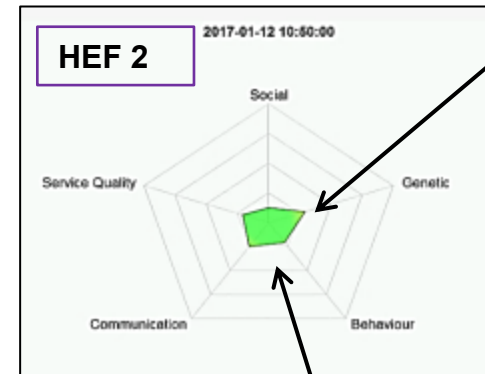 2017-01-12 10:50:00
HEF 2
Social
Service Quality
Genetic
Communication
Behaviour